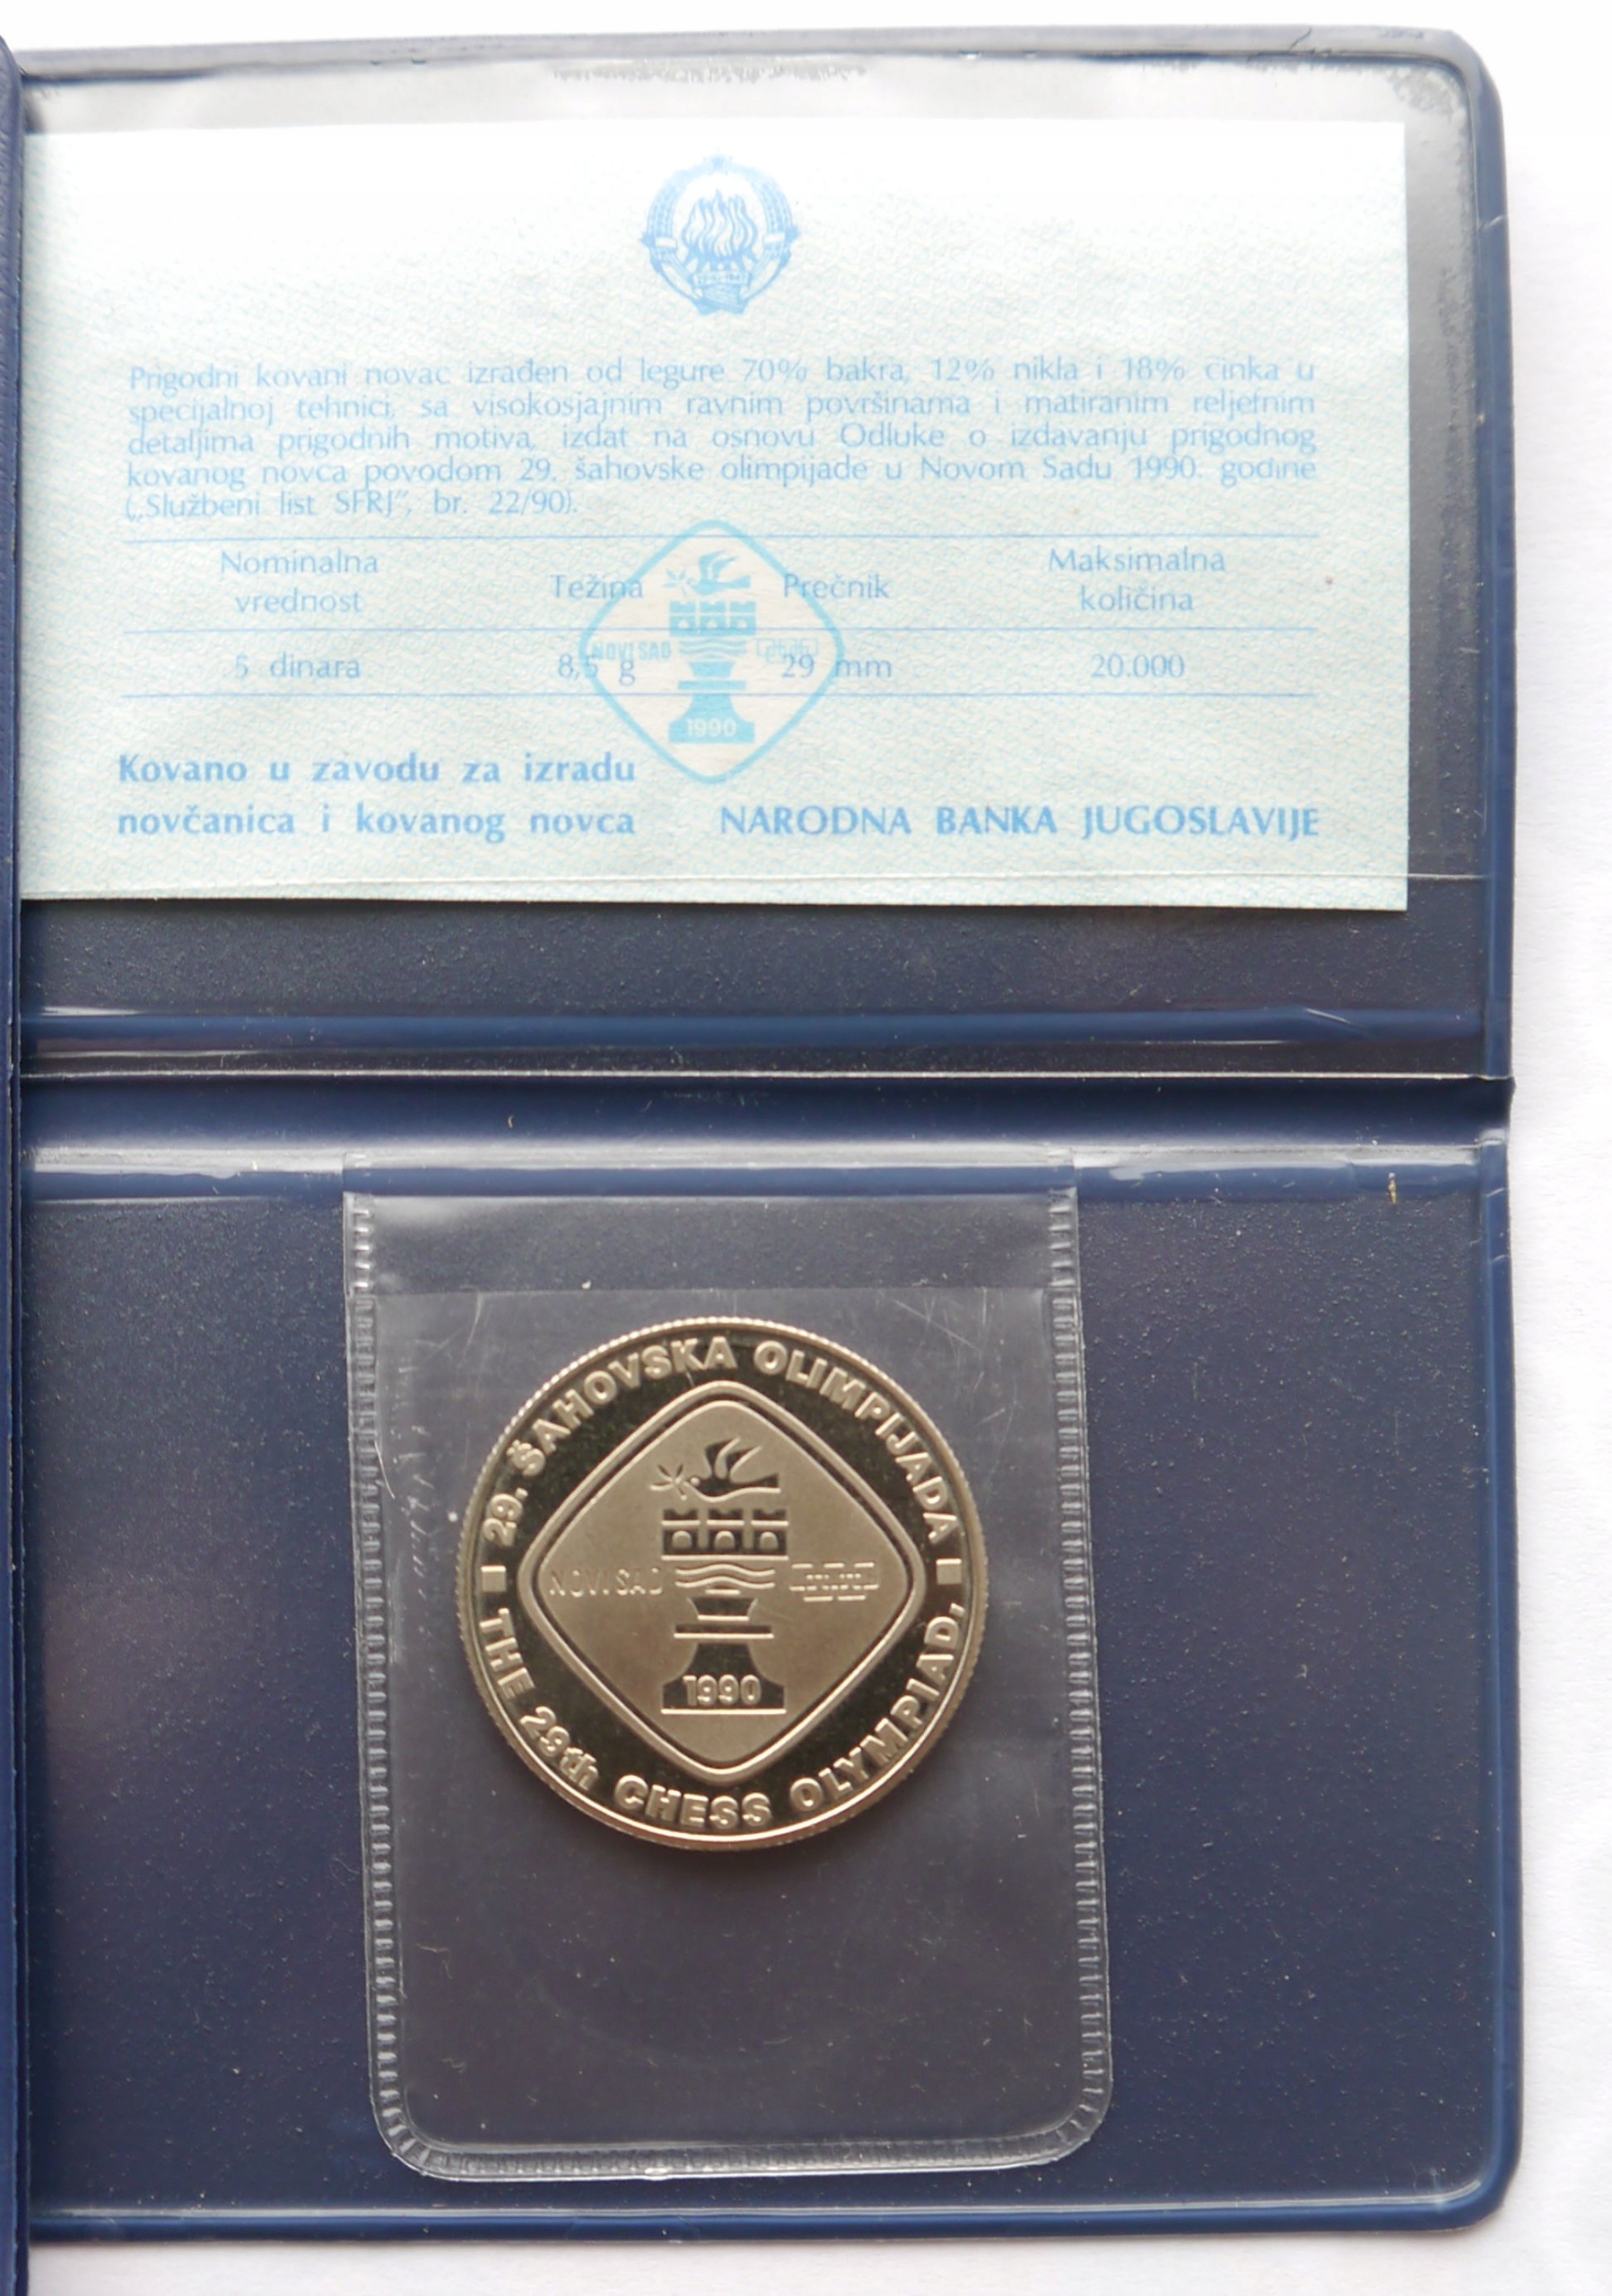 Prigodni kovani novac izrađen od legure 70% bakra, 12% nikla i 18% cinka u
specijalnoj tehnici, sa visokosjajnim ravnim površinama i matiranim reljefnim
detaljima prigodnih motiva, izdat na osnovu Odluke o izdavanju prigodnog
kovanog novca povodom 29. šahovske olimpijade u Novom Sadu 1990. godine
(„Službeni list SFRJ”, br. 22/90).
Nominalna vrednost
Težina
Prečnik
Maksimalna količina
5 dinara
8,5 g
29 mm
20.000
NOVI SAD
1990
Kovano u zavodu za izradu
novčanica i kovanog novca
NARODNA BANKA JUGOSLAVIJE
29. ŠAHOVSKA OLIMPIJADA
NOVI SAD
1990
THE 29th CHESS OLYMPIAD,